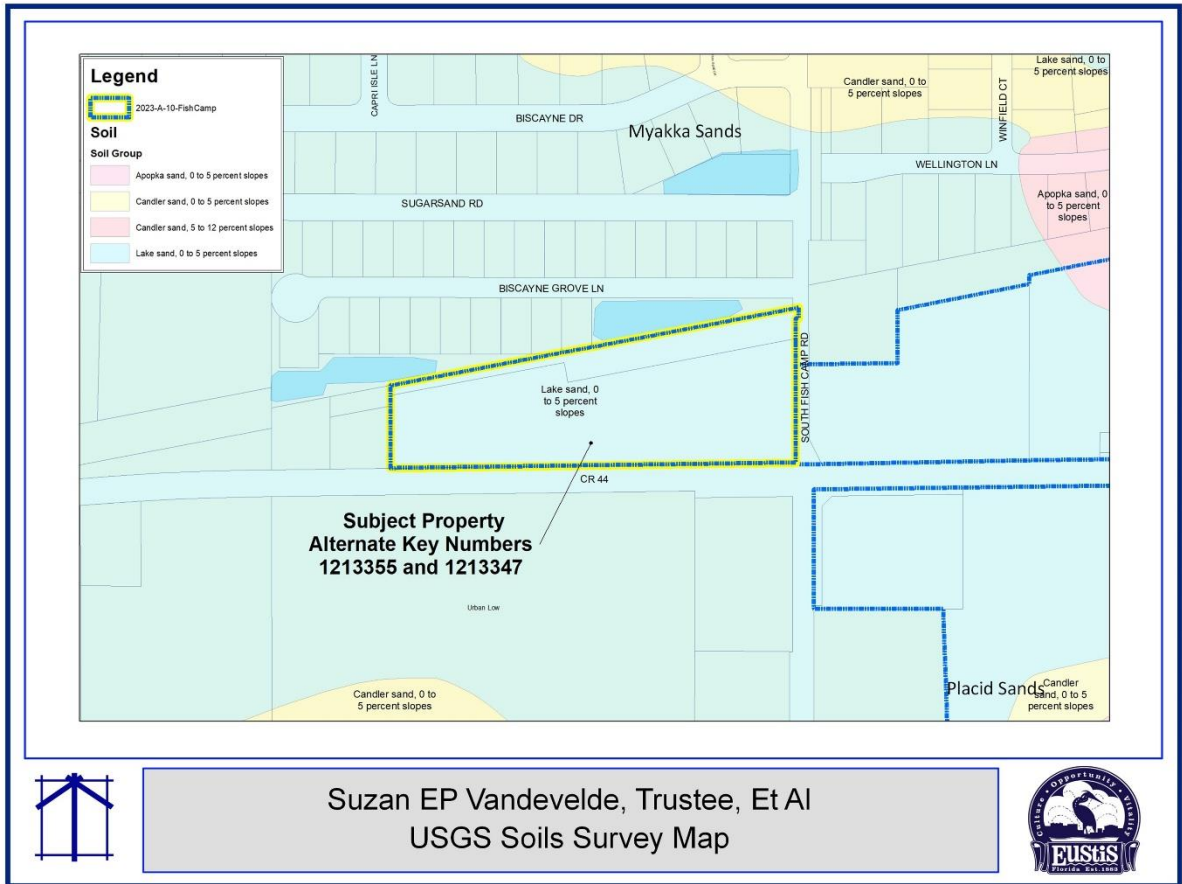 Legend
2023-A-10-FishCamp
Soil
Soil Group
Apopka sand, 0 to 5 percent slopes
Candler sand, 0 to 5 percent slopes
Candler sand, 5 to 12 percent slopes
Lake sand, 0 to 5 percent slopes
CAPRI ISLE LN
BISCAYNE DR
Myakka Sands
Candler sand, 0 to
5 percent slopes
WINFIELD CT
Lake sand, 0 to
5 percent slopes
WELLINGTON LN
SUGARSAND RD
Apopka sand, 0
to 5 percent
slopes
BISCAYNE GROVE LN
SOUTH FISH CAMP RD
Lake sand, 0
to 5 percent
slopes
CR 44
Subject Property
Alternate Key Numbers
1213355 and 1213347
Urban Low
Candler sand, 0 to
5 percent slopes
Placid Sands
Candler
sand, 0 to 5
percent slopes
Suzan EP Vandevelde, Trustee, Et Al
USGS Soils Survey Map
Culture • Opportunity • Vitality
EUSTIS
Florida Est. 1883